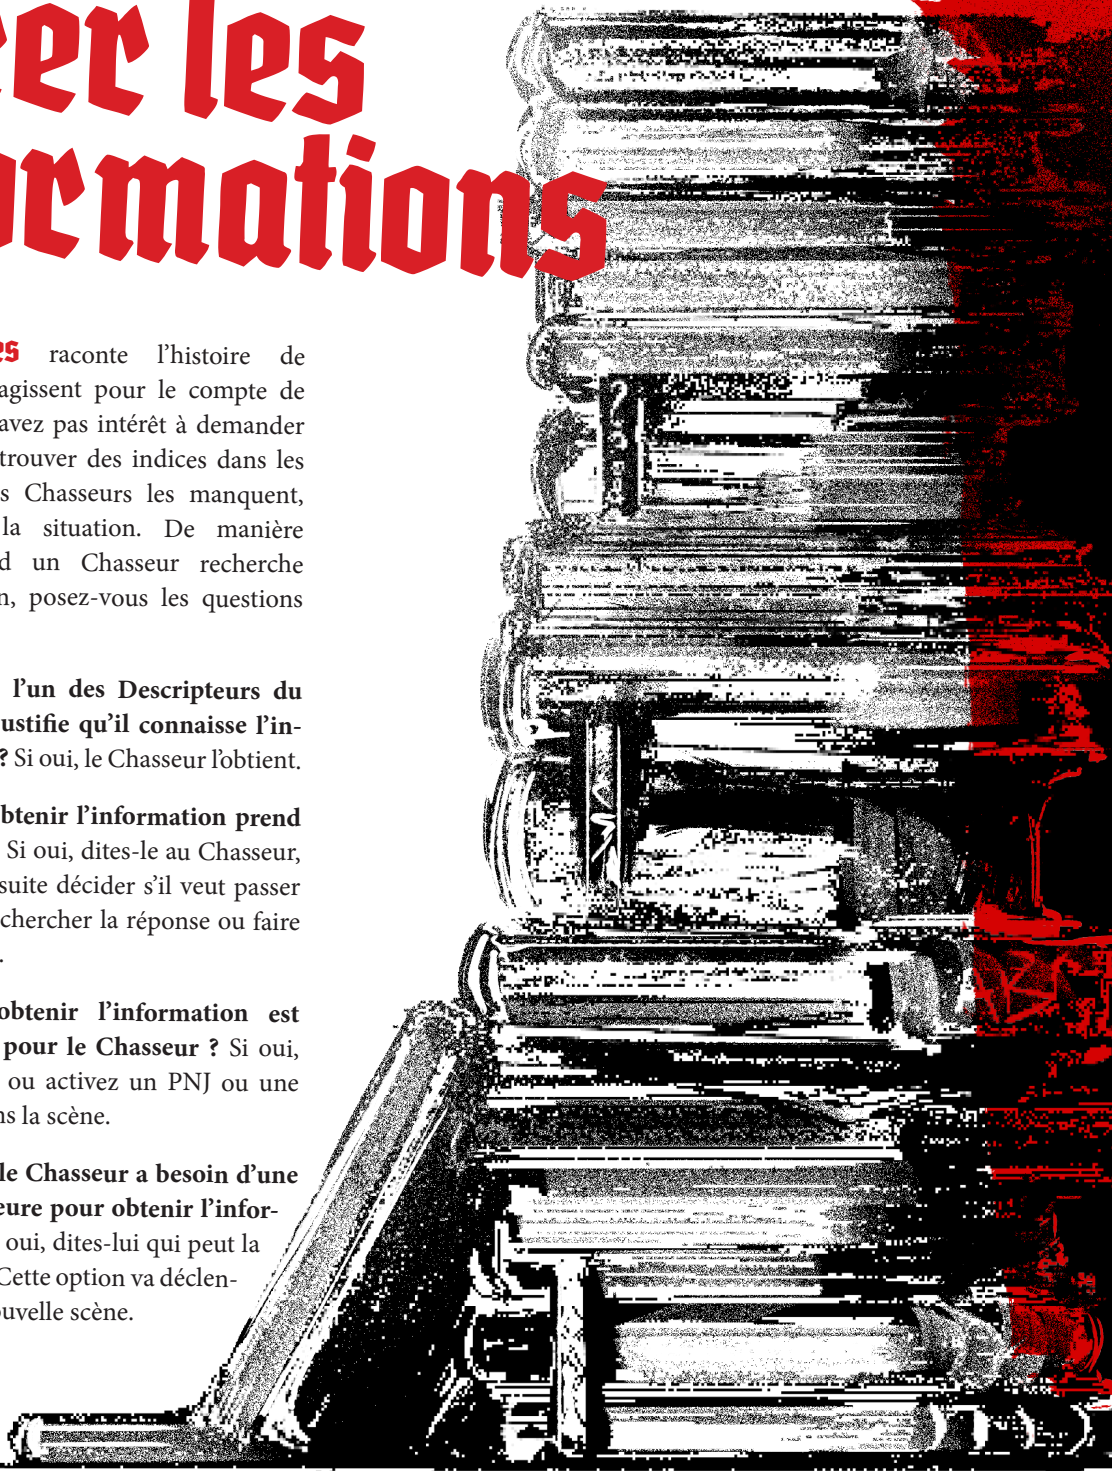 er les
rmations
es raconte l’histoire de
agissent pour le compte de
avez pas intérêt à demander
trouver des indices dans les
s Chasseurs les manquent,
la situation. De manière
d un Chasseur recherche
n, posez-vous les questions
l’un des Descripteurs du
ustifie qu’il connaisse l’in-
? Si oui, le Chasseur l’obtient.
btenir l’information prend
Si oui, dites-le au Chasseur,
suite décider s’il veut passer
chercher la réponse ou faire
.
obtenir l’information est
pour le Chasseur ? Si oui,
ou activez un PNJ ou une
ns la scène.
le Chasseur a besoin d’une
eure pour obtenir l’infor-
oui, dites-lui qui peut la
Cette option va déclen-
uvelle scène.